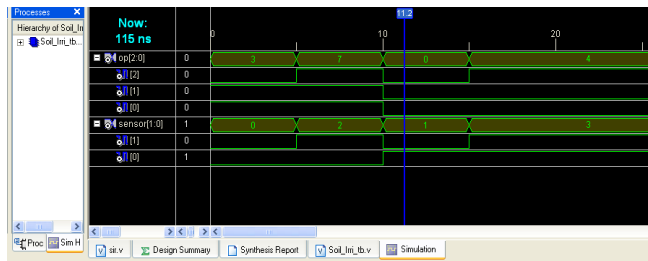 Processes X
Hierarchy of Soil_Irri
Soil_Irri_tb...
Now:
115 ns
11.2
0 10 20
op[2:0] 0 3 7 0 4
[2] 0
[1] 0
[0] 0
sensor[1:0] 1 0 2 1 3
[1] 0
[0] 1
Proc Sim H
sir.v Design Summary Synthesis Report Soil_Irri_tb.v Simulation